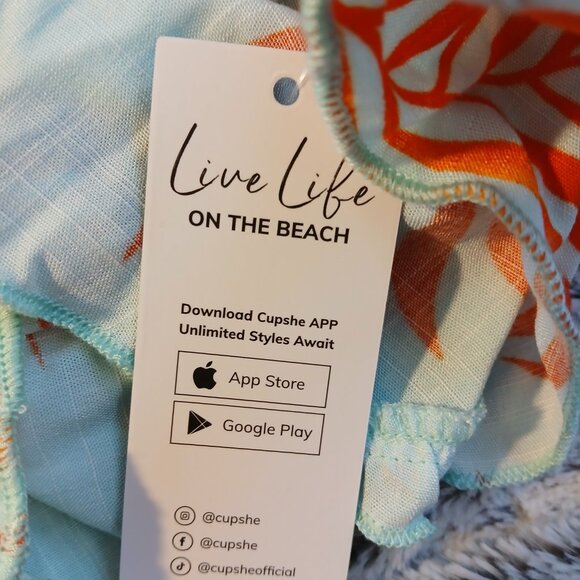 Live Life
ON THE BEACH
Download Cupshe APP
Unlimited Styles Await
App Store
Google Play
@cupshe
@cupshe
@cupsheofficial